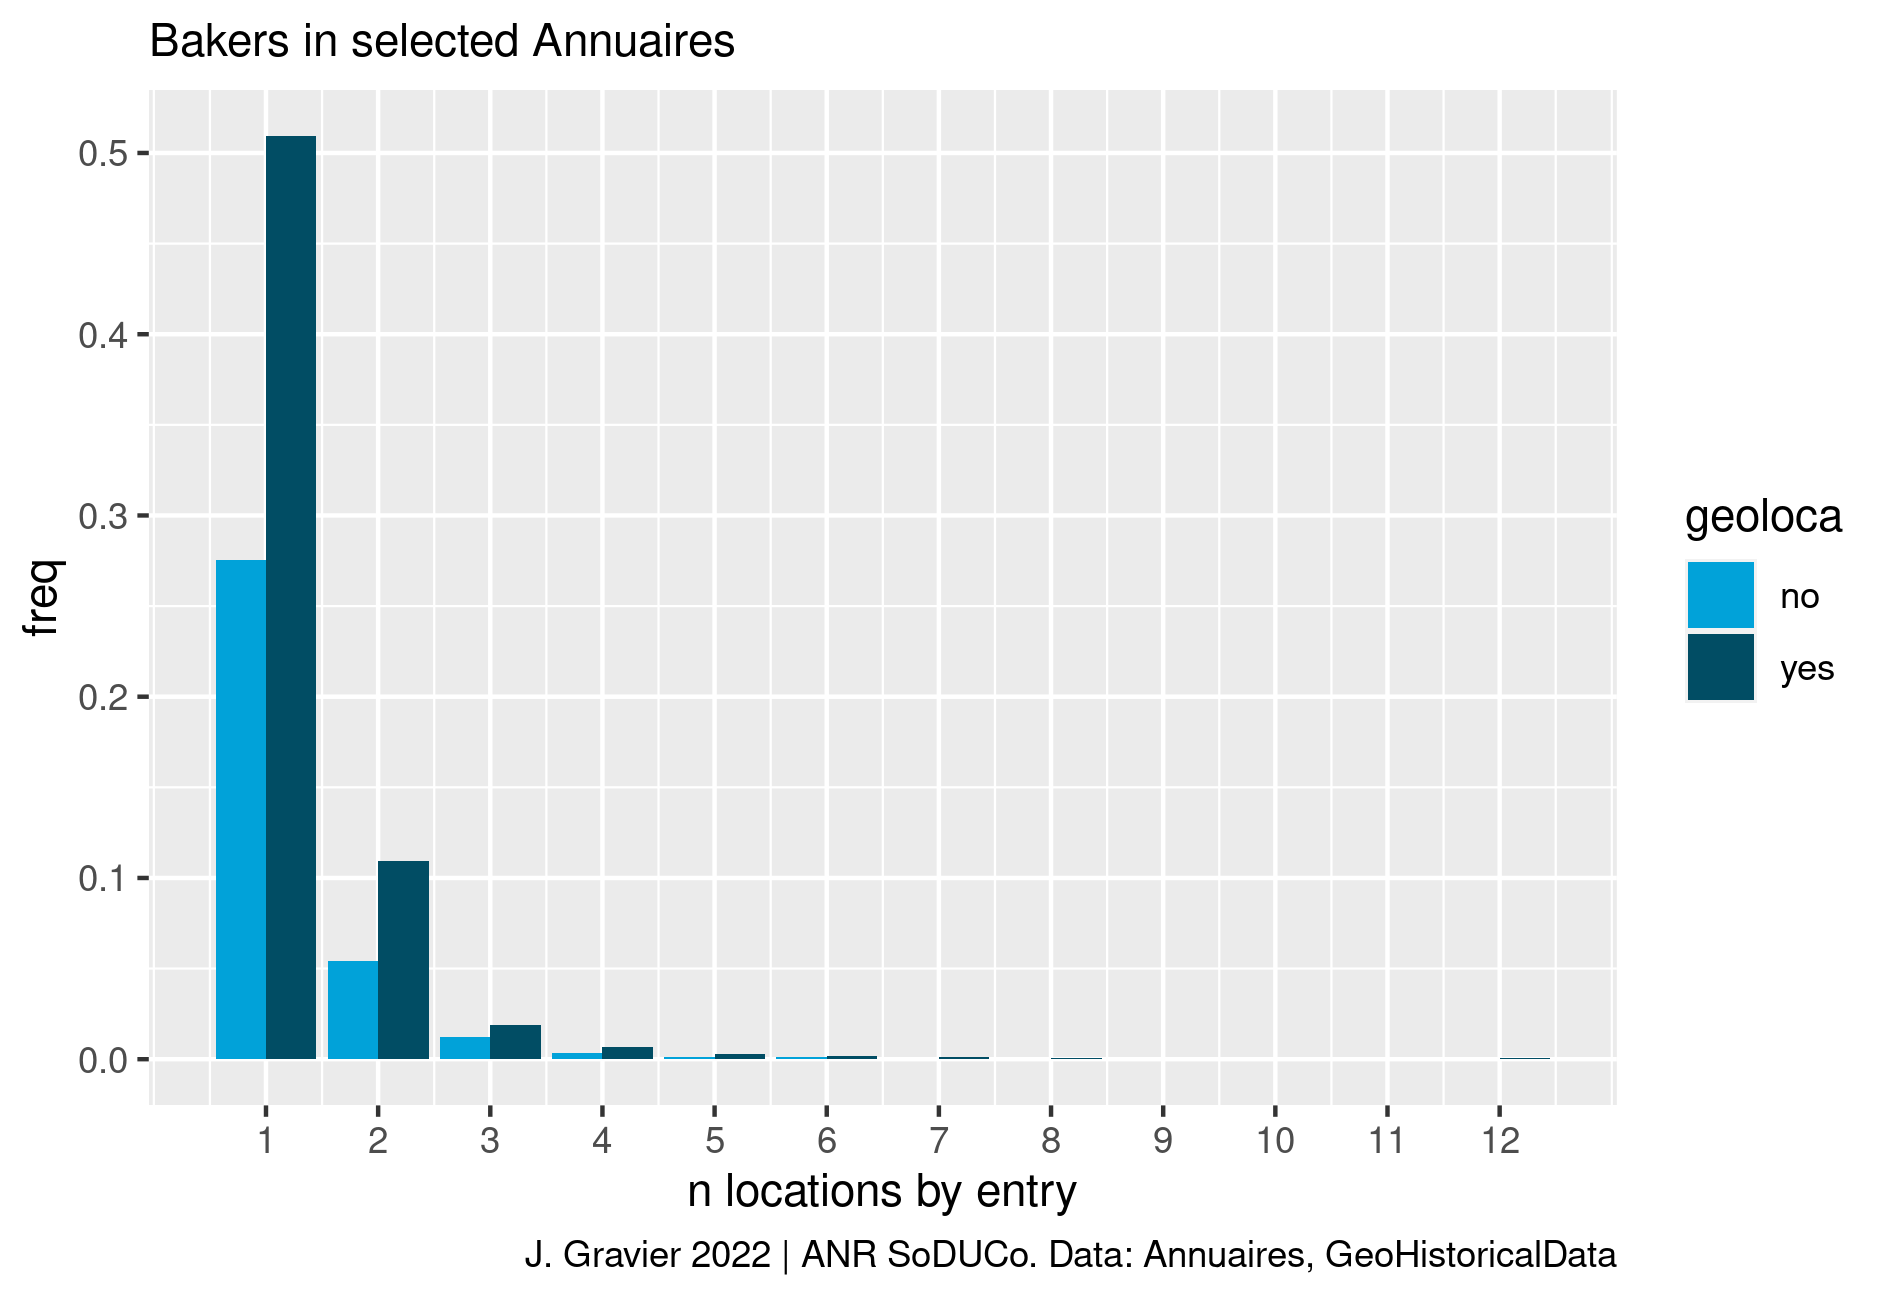 Bakers in selected Annuaires
0.5
0.4
0.3
0.2
0.1
0.0
freq
1 2 3 4 5 6 7 8 9 10 11 12
n locations by entry
geoloca
no
yes
J. Gravier 2022 | ANR SoDUCo. Data: Annuaires, GeoHistoricalData